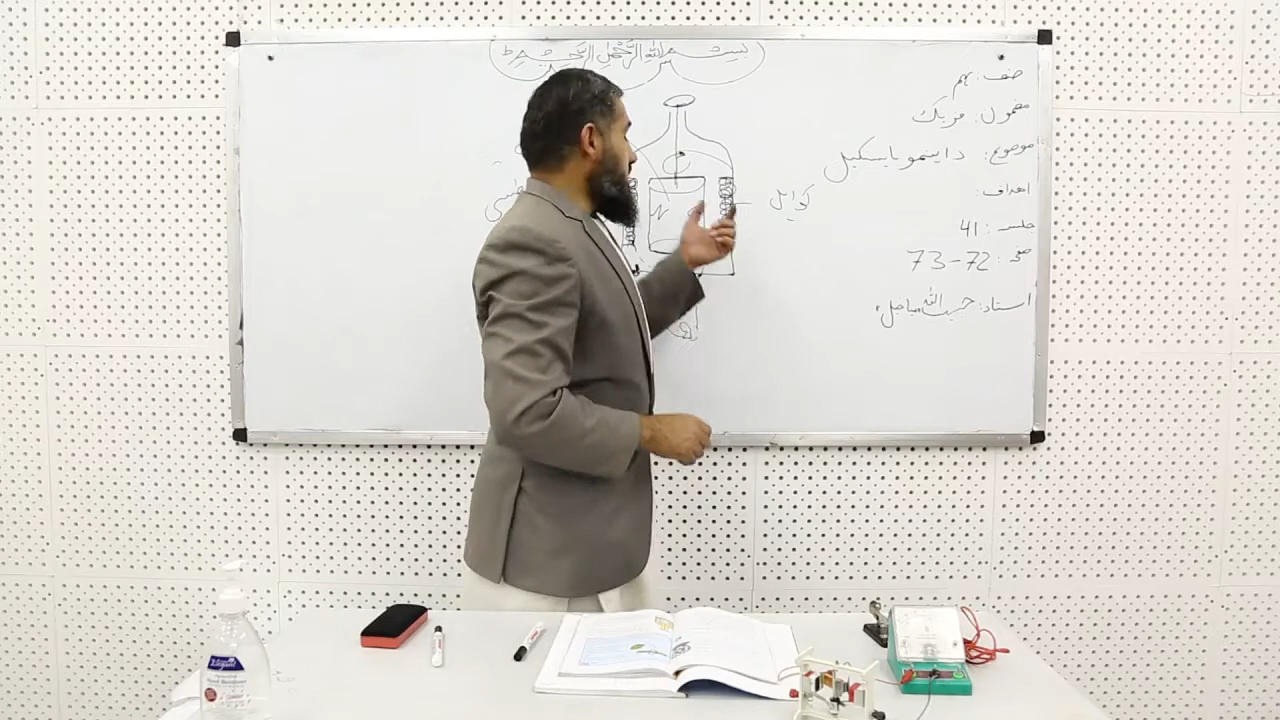 بسم الله الرحمن الرحیم
صنف: نهم
مضمون: فزیک
موضوع: داینمو بایسکیل
اهداف:
جلسه: 41
صفحه: 72-73
استاد: حسیب الله ساحل
کوایل
N